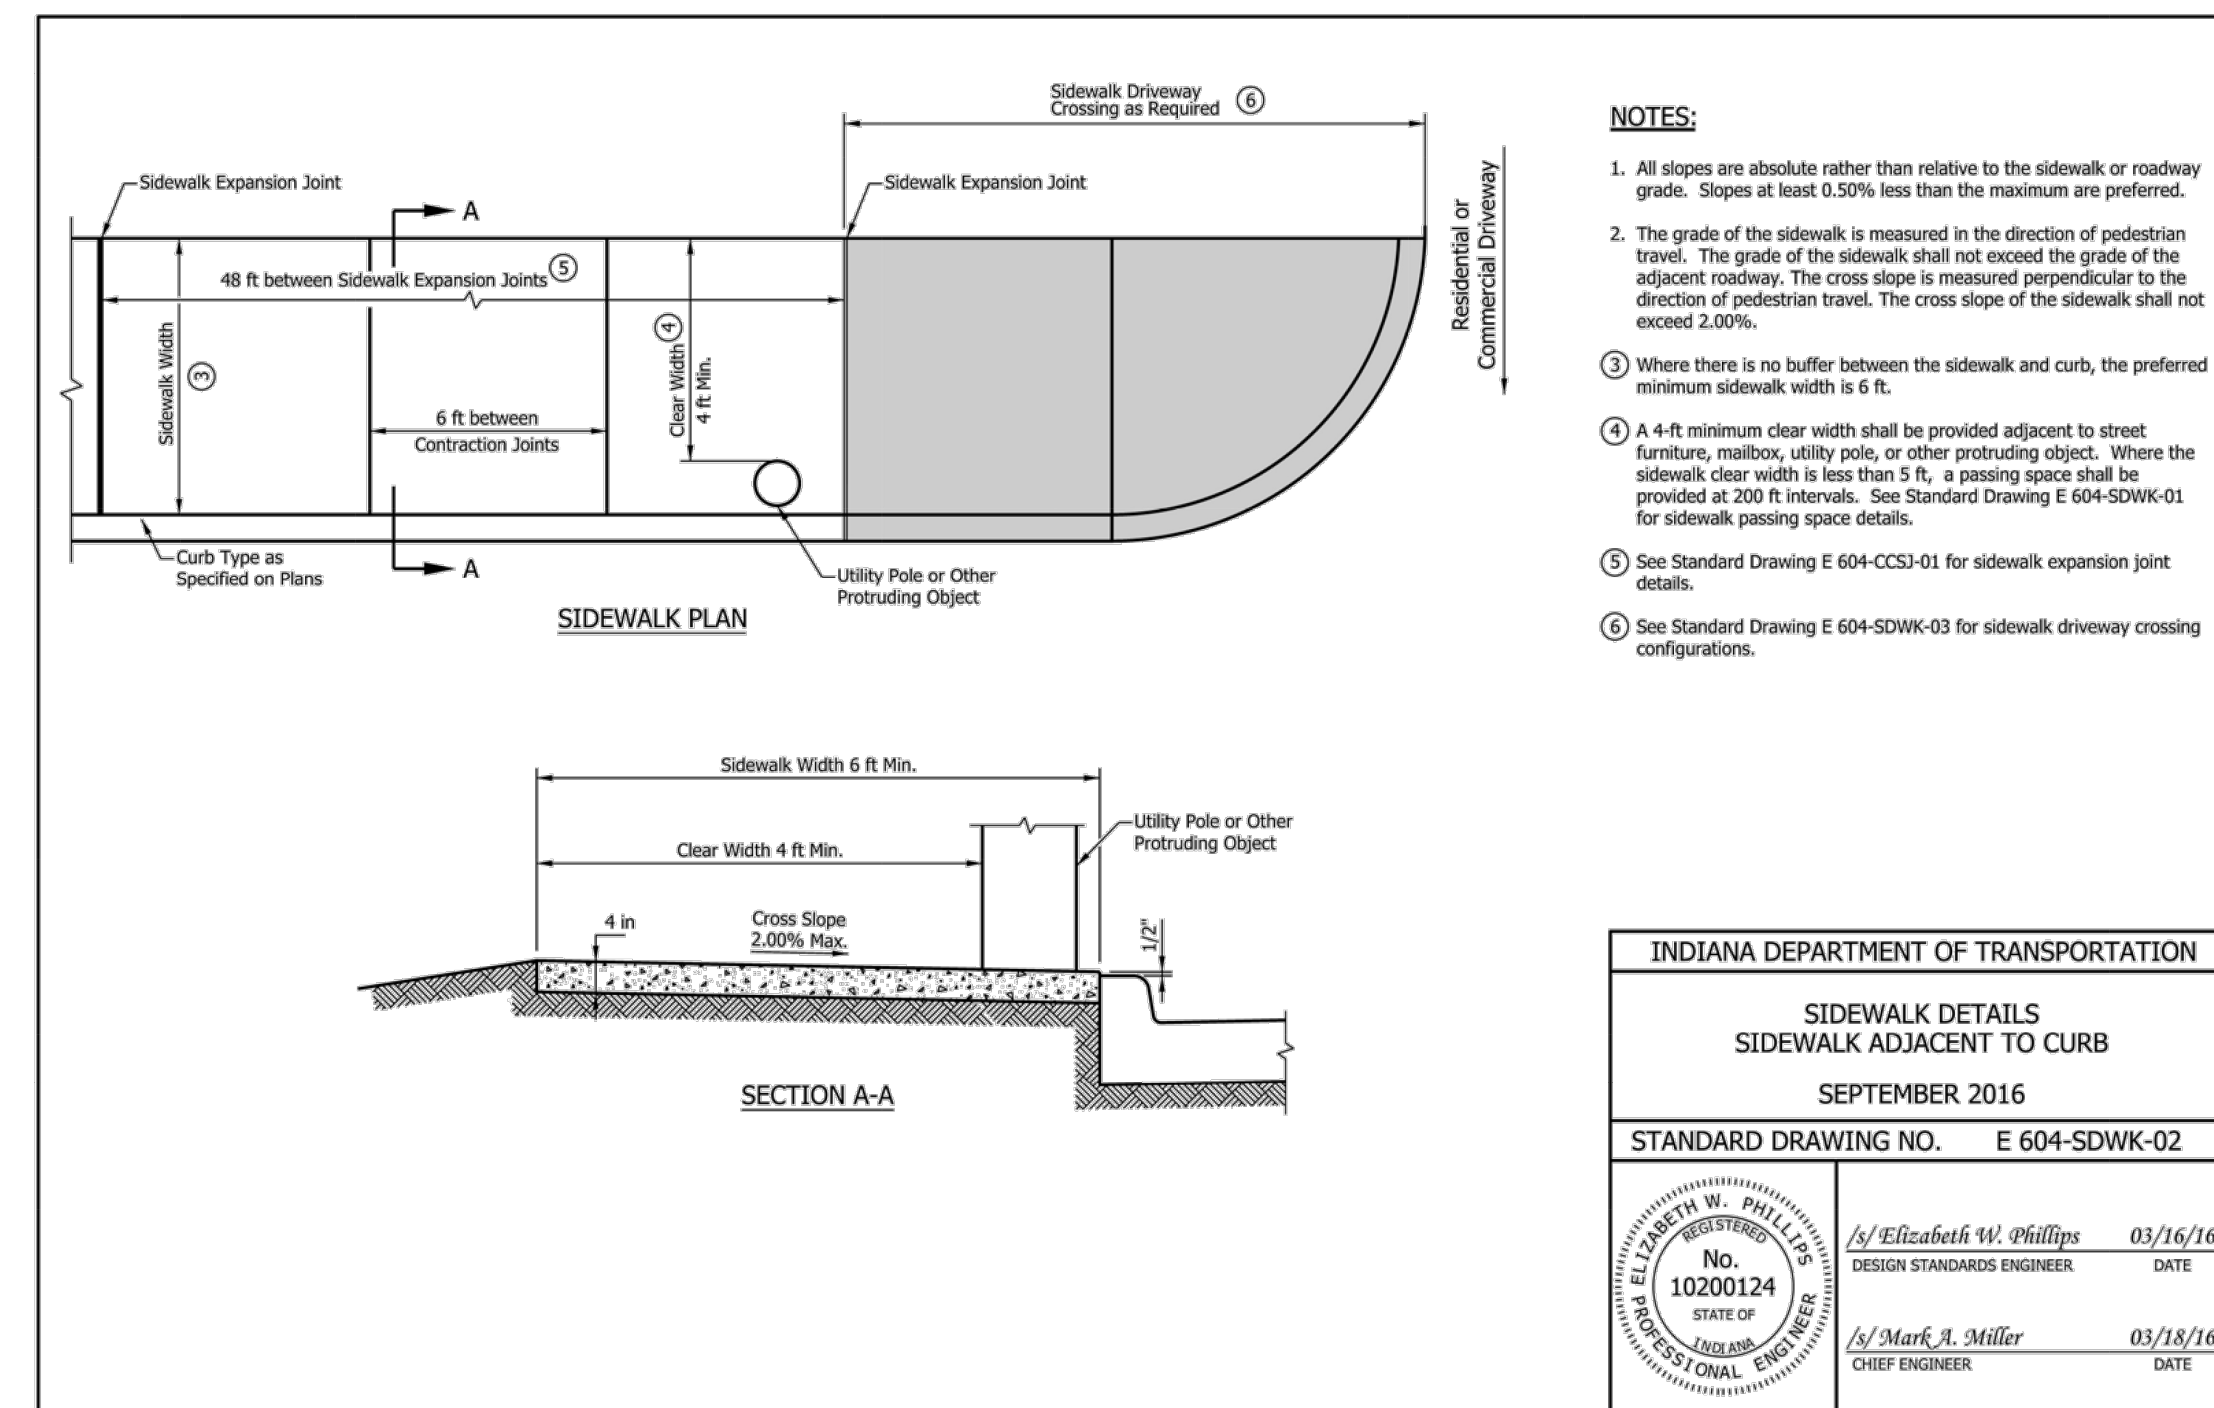 Sidewalk Driveway
Crossing as Required 6
Sidewalk Expansion Joint
Sidewalk Expansion Joint
A
48 ft between Sidewalk Expansion Joints 5
Sidewalk Width 3
6 ft between
Contraction Joints
Clear Width 4
4 ft Min.
Residential or
Commercial Driveway
Curb Type as
Specified on Plans
A
Utility Pole or Other
Protruding Object
SIDEWALK PLAN
NOTES:
1. All slopes are absolute rather than relative to the sidewalk or roadway
grade. Slopes at least 0.50% less than the maximum are preferred.
2. The grade of the sidewalk is measured in the direction of pedestrian
travel. The grade of the sidewalk shall not exceed the grade of the
adjacent roadway. The cross slope is measured perpendicular to the
direction of pedestrian travel. The cross slope of the sidewalk shall not
exceed 2.00%.
3 Where there is no buffer between the sidewalk and curb, the preferred
minimum sidewalk width is 6 ft.
4 A 4-ft minimum clear width shall be provided adjacent to street
furniture, mailbox, utility pole, or other protruding object. Where the
sidewalk clear width is less than 5 ft, a passing space shall be
provided at 200 ft intervals. See Standard Drawing E 604-SDWK-01
for sidewalk passing space details.
5 See Standard Drawing E 604-CCSJ-01 for sidewalk expansion joint
details.
6 See Standard Drawing E 604-SDWK-03 for sidewalk driveway crossing
configurations.
Sidewalk Width 6 ft Min.
Utility Pole or Other
Protruding Object
Clear Width 4 ft Min.
4 in
Cross Slope
2.00% Max.
1/2"
SECTION A-A
INDIANA DEPARTMENT OF TRANSPORTATION
SIDEWALK DETAILS
SIDEWALK ADJACENT TO CURB
SEPTEMBER 2016
STANDARD DRAWING NO. E 604-SDWK-02
ELIZABETH W. PHILLIPS
REGISTERED
No.
10200124
STATE OF
INDIANA
PROFESSIONAL ENGINEER
/s/ Elizabeth W. Phillips 03/16/16
DESIGN STANDARDS ENGINEER DATE
/s/ Mark A. Miller 03/18/16
CHIEF ENGINEER DATE